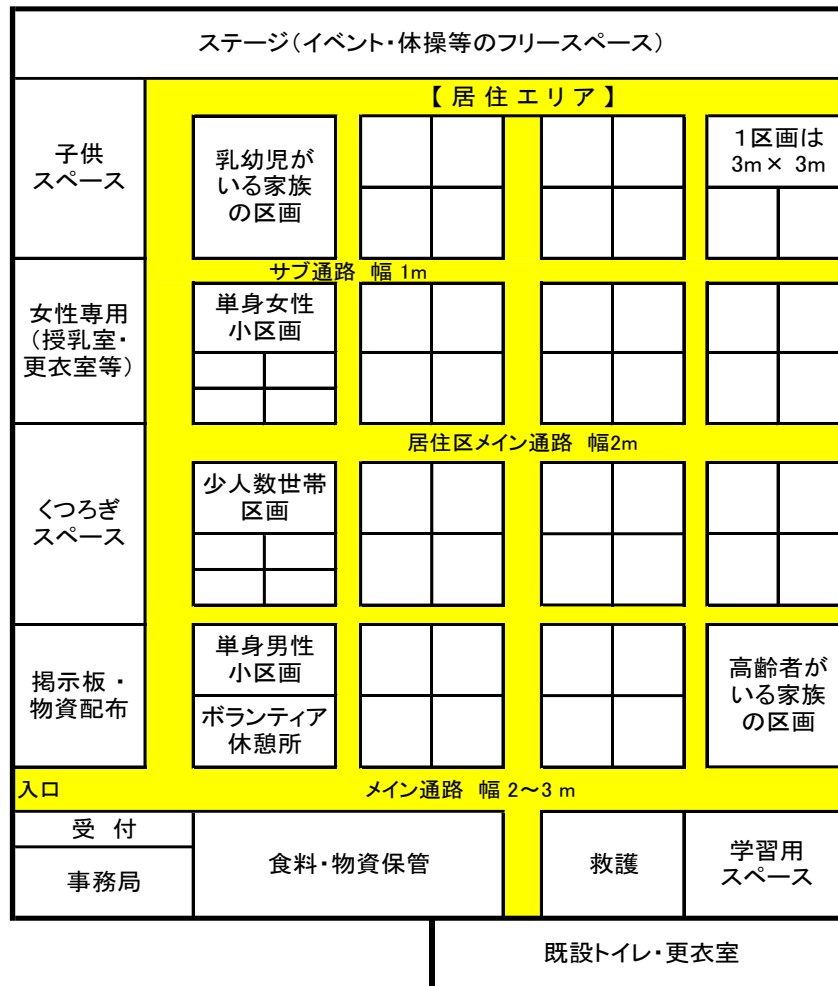 ステージ(イベント・体操等のフリースペース)
【 居 住 エ リ ア 】
子供
スペース
乳幼児が
いる家族
の区画
1区画は
3m× 3m
サブ通路 幅 1m
女性専用
(授乳室・
更衣室等)
単身女性
小区画
居住区メイン通路 幅2m
くつろぎ
スペース
少人数世帯
区画
掲示板 ・
物資配布
単身男性
小区画
ボランティア
休憩所
高齢者が
いる家族
の区画
入口
メイン通路 幅 2~3 m
受 付
事務局
食料・物資保管
救護
学習用
スペース
既設トイレ・更衣室